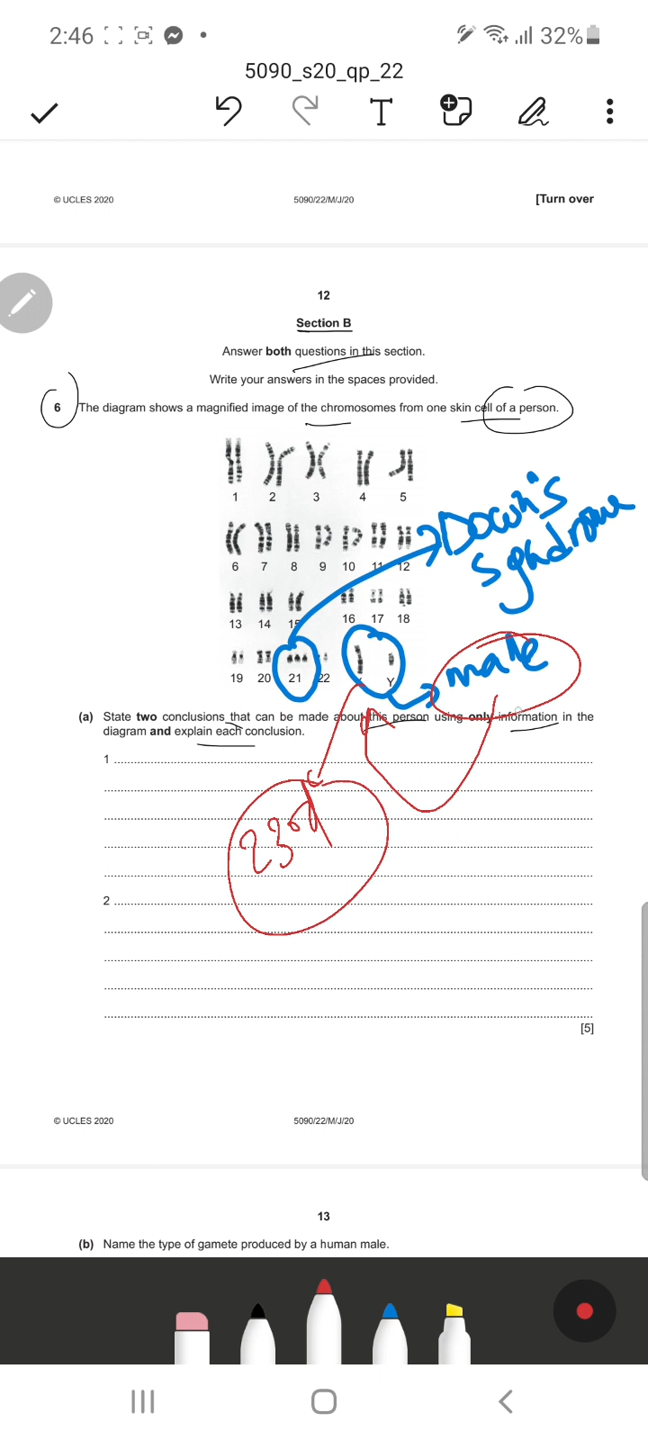 2:46 32%
5090_s20_qp_22
T
© UCLES 2020 5090/22/M/J/20 [Turn over
12
Section B
Answer both questions in this section.
Write your answers in the spaces provided.
6 The diagram shows a magnified image of the chromosomes from one skin cell of a person.
1 2 3 4 5
Down's
Syndrome
6 7 8 9 10 11 12
13 14 15 16 17 18
male
19 20 21 22 Y
(a) State two conclusions that can be made about this person using only information in the
diagram and explain each conclusion.
1
23rd
2
[5]
© UCLES 2020 5090/22/M/J/20
13
(b) Name the type of gamete produced by a human male.